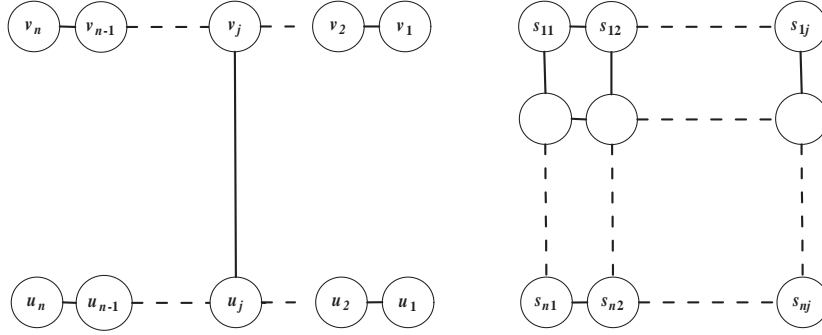 vₙ vₙ₋₁ vⱼ v₂ v₁ s₁₁ s₁₂ s₁ⱼ
uₙ uₙ₋₁ uⱼ u₂ u₁ sₙ₁ sₙ₂ sₙⱼ